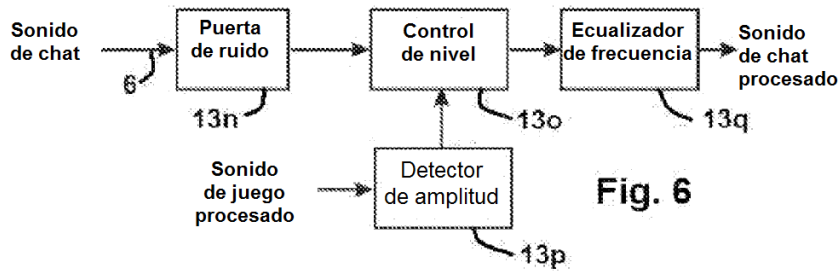 Sonido
de chat
6
Puerta
de ruido
13n
Control
de nivel
13o
Ecualizador
de frecuencia
13q
Sonido
de chat
procesado
Sonido
de juego
procesado
Detector
de amplitud
13p
Fig. 6